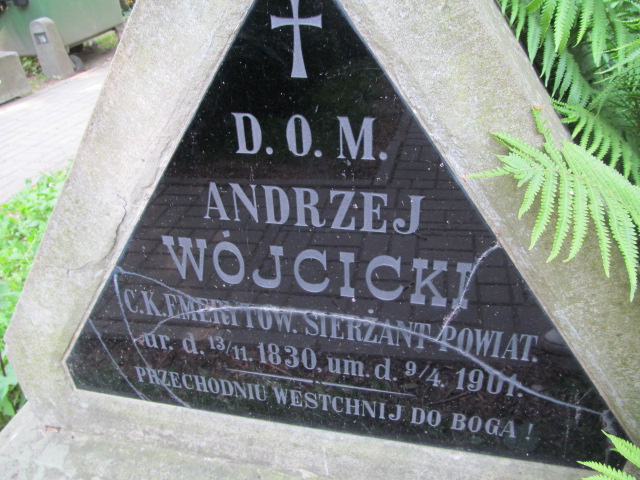 D. O. M.
ANDRZEJ
WÓJCICKI
C.K. EMERYTOW. SIERŻANT POWIAT.
ur. d. 13/11. 1830. um. d. 9/4. 1901.
PRZECHODNIU WESTCHNIJ DO BOGA !